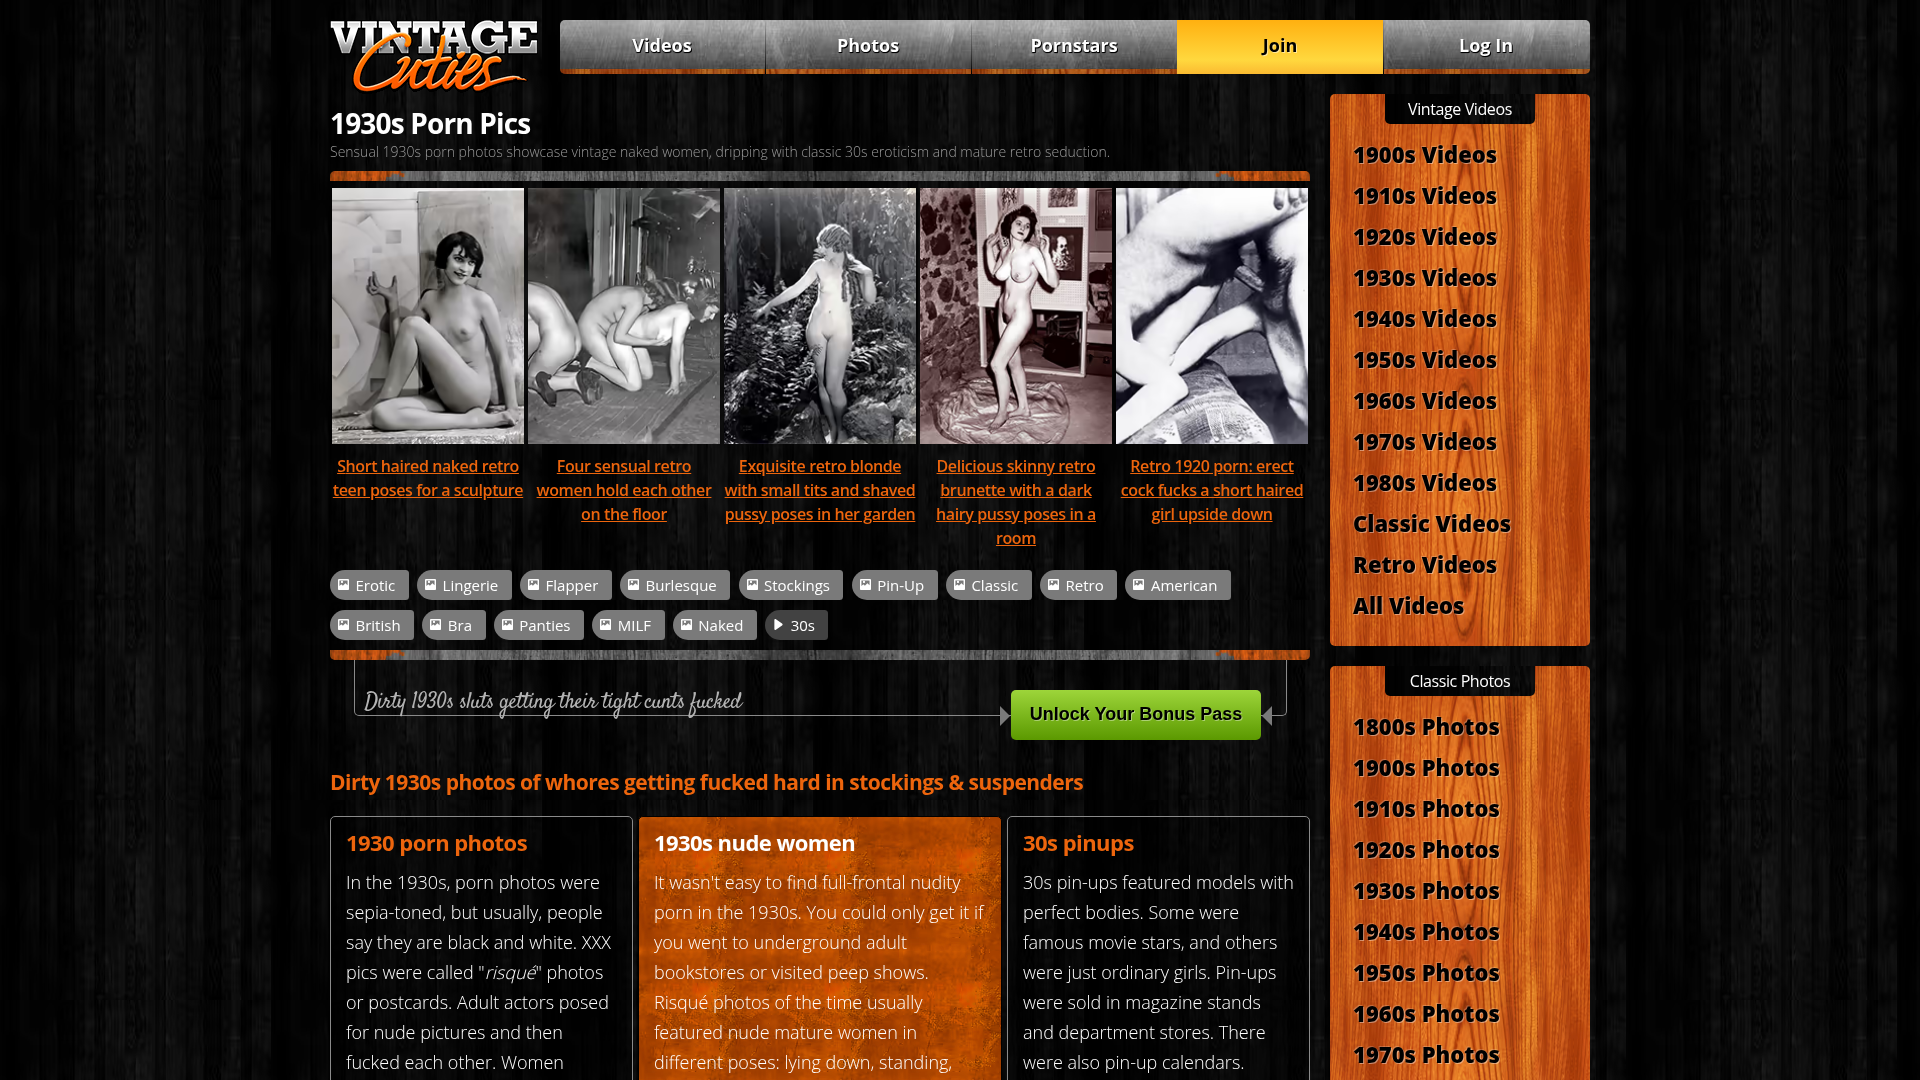 VINTAGE
Cuties
Videos
Photos
Pornstars
Join
Log In
1930s Porn Pics
Sensual 1930s porn photos showcase vintage naked women, dripping with classic 30s eroticism and mature retro seduction.
Short haired naked retro
teen poses for a sculpture
Four sensual retro
women hold each other
on the floor
Exquisite retro blonde
with small tits and shaved
pussy poses in her garden
Delicious skinny retro
brunette with a dark
hairy pussy poses in a
room
Retro 1920 porn: erect
cock fucks a short haired
girl upside down
Erotic
Lingerie
Flapper
Burlesque
Stockings
Pin-Up
Classic
Retro
American
British
Bra
Panties
MILF
Naked
30s
Dirty 1930s sluts getting their tight cunts fucked
Unlock Your Bonus Pass
Dirty 1930s photos of whores getting fucked hard in stockings & suspenders
1930 porn photos
In the 1930s, porn photos were
sepia-toned, but usually, people
say they are black and white. XXX
pics were called "risqué" photos
or postcards. Adult actors posed
for nude pictures and then
fucked each other. Women
1930s nude women
It wasn't easy to find full-frontal nudity
porn in the 1930s. You could only get it if
you went to underground adult
bookstores or visited peep shows.
Risqué photos of the time usually
featured nude mature women in
different poses: lying down, standing,
30s pinups
30s pin-ups featured models with
perfect bodies. Some were
famous movie stars, and others
were just ordinary girls. Pin-ups
were sold in magazine stands
and department stores. There
were also pin-up calendars.
Vintage Videos
1900s Videos
1910s Videos
1920s Videos
1930s Videos
1940s Videos
1950s Videos
1960s Videos
1970s Videos
1980s Videos
Classic Videos
Retro Videos
All Videos
Classic Photos
1800s Photos
1900s Photos
1910s Photos
1920s Photos
1930s Photos
1940s Photos
1950s Photos
1960s Photos
1970s Photos